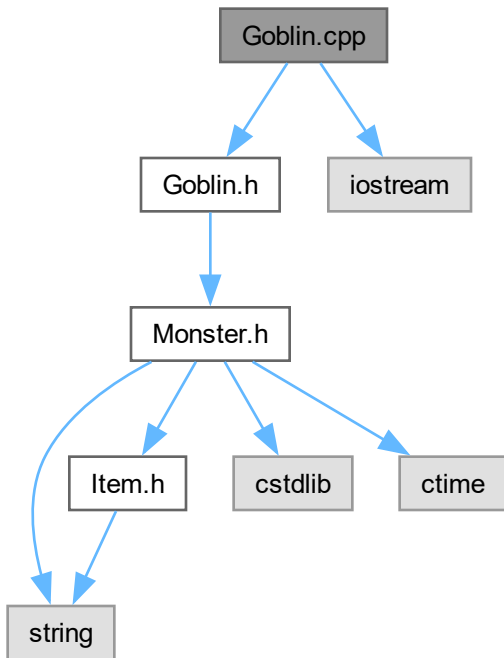 Goblin.cpp
Goblin.h
iostream
Monster.h
Item.h
cstdlib
ctime
string